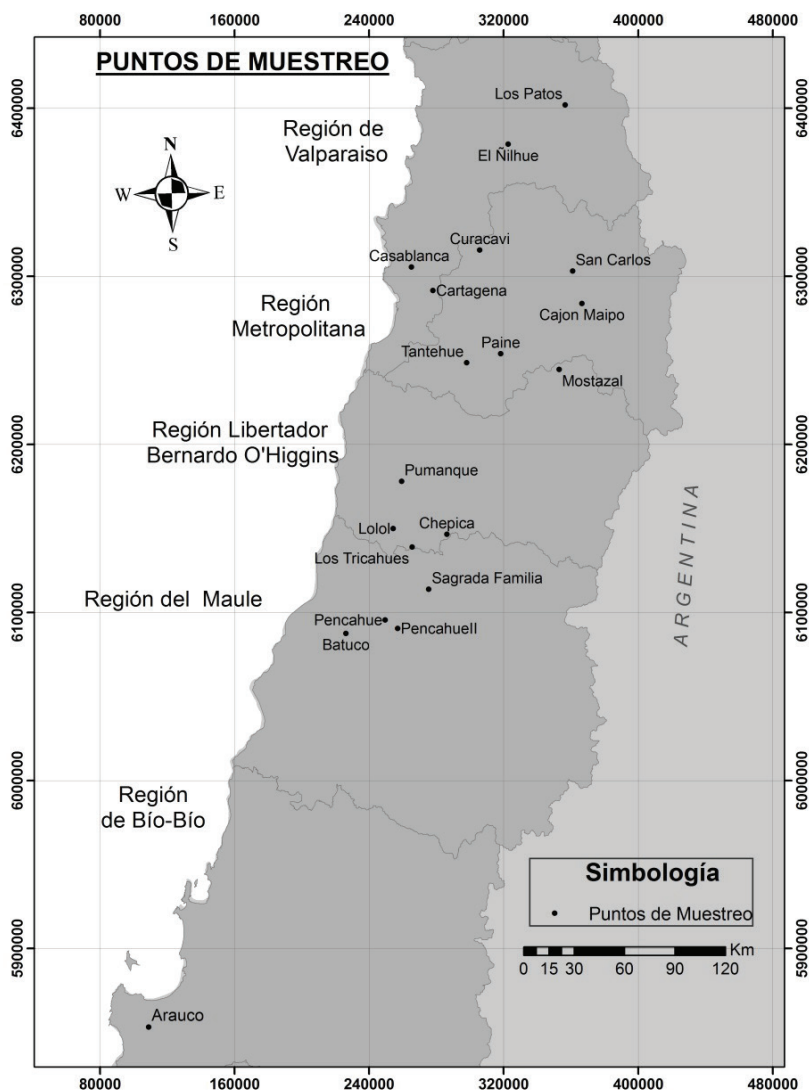 80000 160000 240000 320000 400000 480000
PUNTOS DE MUESTREO
6400000 6400000
Los Patos
Región de
Valparaiso
El Ñilhue
N
W E
S
Curacavi
Casablanca
San Carlos
6300000 6300000
Cartagena
Región
Metropolitana
Cajon Maipo
Paine
Tantehue
Mostazal
Región Libertador
Bernardo O'Higgins
6200000 6200000
Pumanque
Lolol
Chepica
Los Tricahues
ARGENTINA
Sagrada Familia
Región del Maule
6100000 6100000
Pencahue
PencahueII
Batuco
6000000 6000000
Región
de Bío-Bío
Simbología
Puntos de Muestreo
5900000 5900000
Km
0 15 30 60 90 120
Arauco
80000 160000 240000 320000 400000 480000